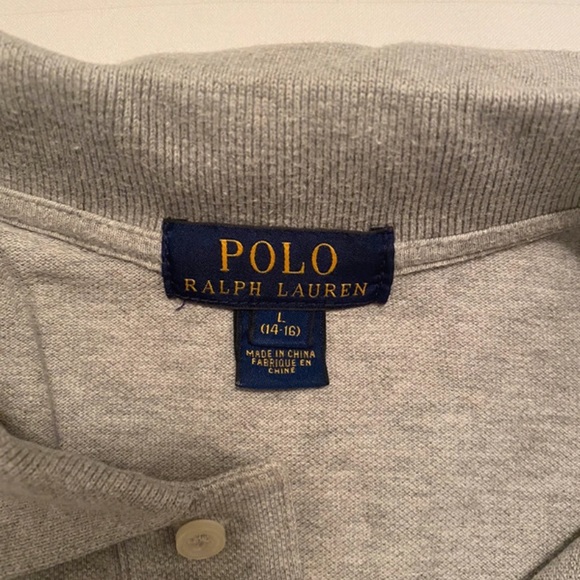 POLO
RALPH LAUREN
L
(14-16)
MADE IN CHINA
FABRIQUE EN
CHINE